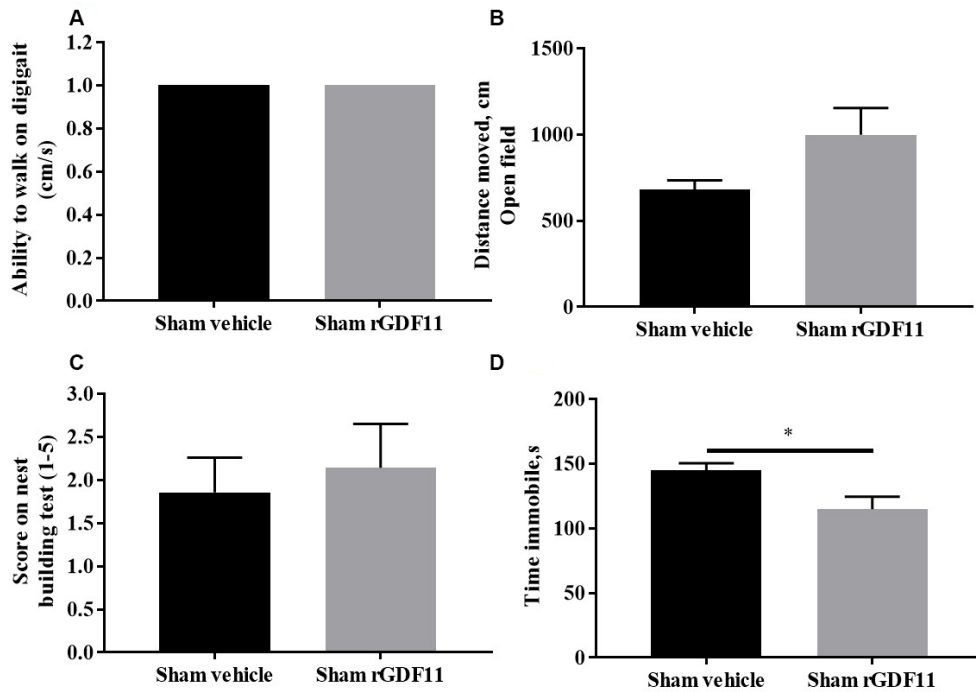 A
Ability to walk on digigait
(cm/s)
1.2
1.0
0.8
0.6
0.4
0.2
0.0
Sham vehicle Sham rGDF11
B
Distance moved, cm
Open field
1500
1000
500
0
Sham vehicle Sham rGDF11
C
Score on nest
building test (1-5)
3.0
2.5
2.0
1.5
1.0
0.5
0.0
Sham vehicle Sham rGDF11
D
Time immobile,s
200
150
100
50
0
*
Sham vehicle Sham rGDF11